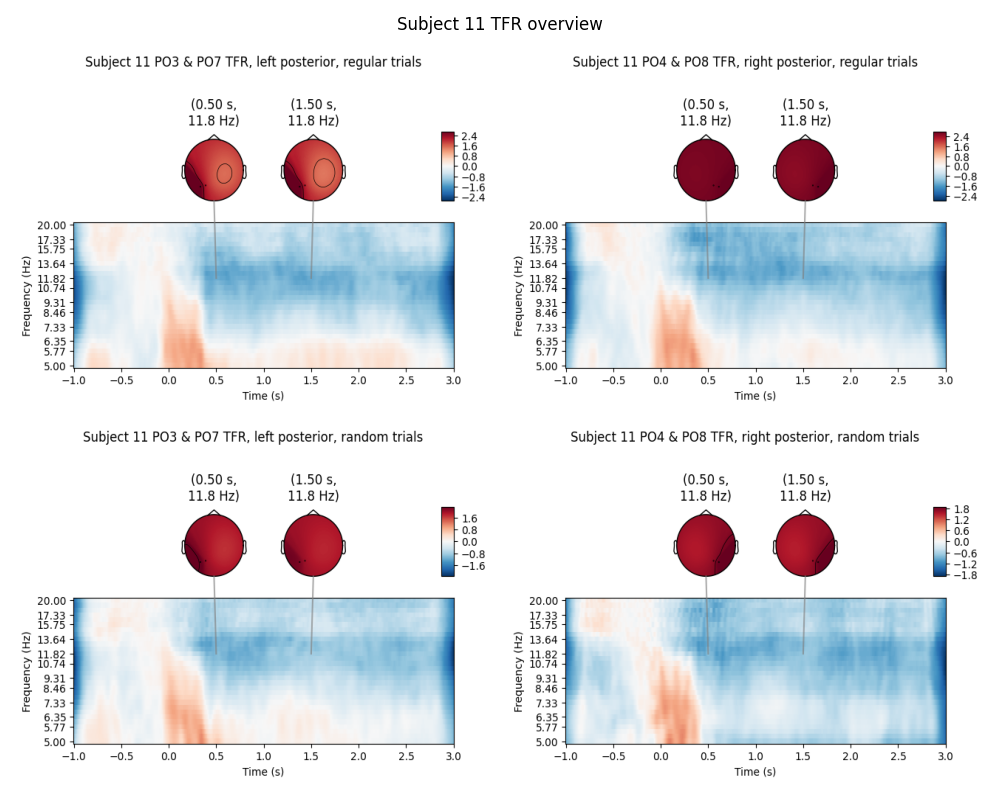 Subject 11 TFR overview
Subject 11 PO3 & PO7 TFR, left posterior, regular trials
(0.50 s,
11.8 Hz)
(1.50 s,
11.8 Hz)
2.4
1.6
0.8
0.0
−0.8
−1.6
−2.4
Frequency (Hz)
20.00
17.33
15.75
13.64
11.82
10.74
9.31
8.46
7.33
6.35
5.77
5.00
−1.0 −0.5 0.0 0.5 1.0 1.5 2.0 2.5 3.0
Time (s)
Subject 11 PO4 & PO8 TFR, right posterior, regular trials
(0.50 s,
11.8 Hz)
(1.50 s,
11.8 Hz)
2.4
1.6
0.8
0.0
−0.8
−1.6
−2.4
Frequency (Hz)
20.00
17.33
15.75
13.64
11.82
10.74
9.31
8.46
7.33
6.35
5.77
5.00
−1.0 −0.5 0.0 0.5 1.0 1.5 2.0 2.5 3.0
Time (s)
Subject 11 PO3 & PO7 TFR, left posterior, random trials
(0.50 s,
11.8 Hz)
(1.50 s,
11.8 Hz)
1.6
0.8
0.0
−0.8
−1.6
Frequency (Hz)
20.00
17.33
15.75
13.64
11.82
10.74
9.31
8.46
7.33
6.35
5.77
5.00
−1.0 −0.5 0.0 0.5 1.0 1.5 2.0 2.5 3.0
Time (s)
Subject 11 PO4 & PO8 TFR, right posterior, random trials
(0.50 s,
11.8 Hz)
(1.50 s,
11.8 Hz)
1.8
1.2
0.6
0.0
−0.6
−1.2
−1.8
Frequency (Hz)
20.00
17.33
15.75
13.64
11.82
10.74
9.31
8.46
7.33
6.35
5.77
5.00
−1.0 −0.5 0.0 0.5 1.0 1.5 2.0 2.5 3.0
Time (s)